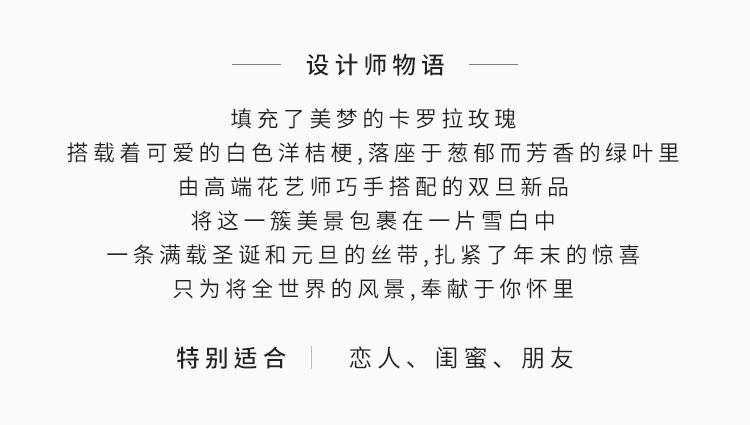 设计师物语
填充了美梦的卡罗拉玫瑰
搭载着可爱的白色洋桔梗,落座于葱郁而芳香的绿叶里
由高端花艺师巧手搭配的双旦新品
将这一簇美景包裹在一片雪白中
一条满载圣诞和元旦的丝带,扎紧了年末的惊喜
只为将全世界的风景,奉献于你怀里
特别适合 | 恋人、闺蜜、朋友